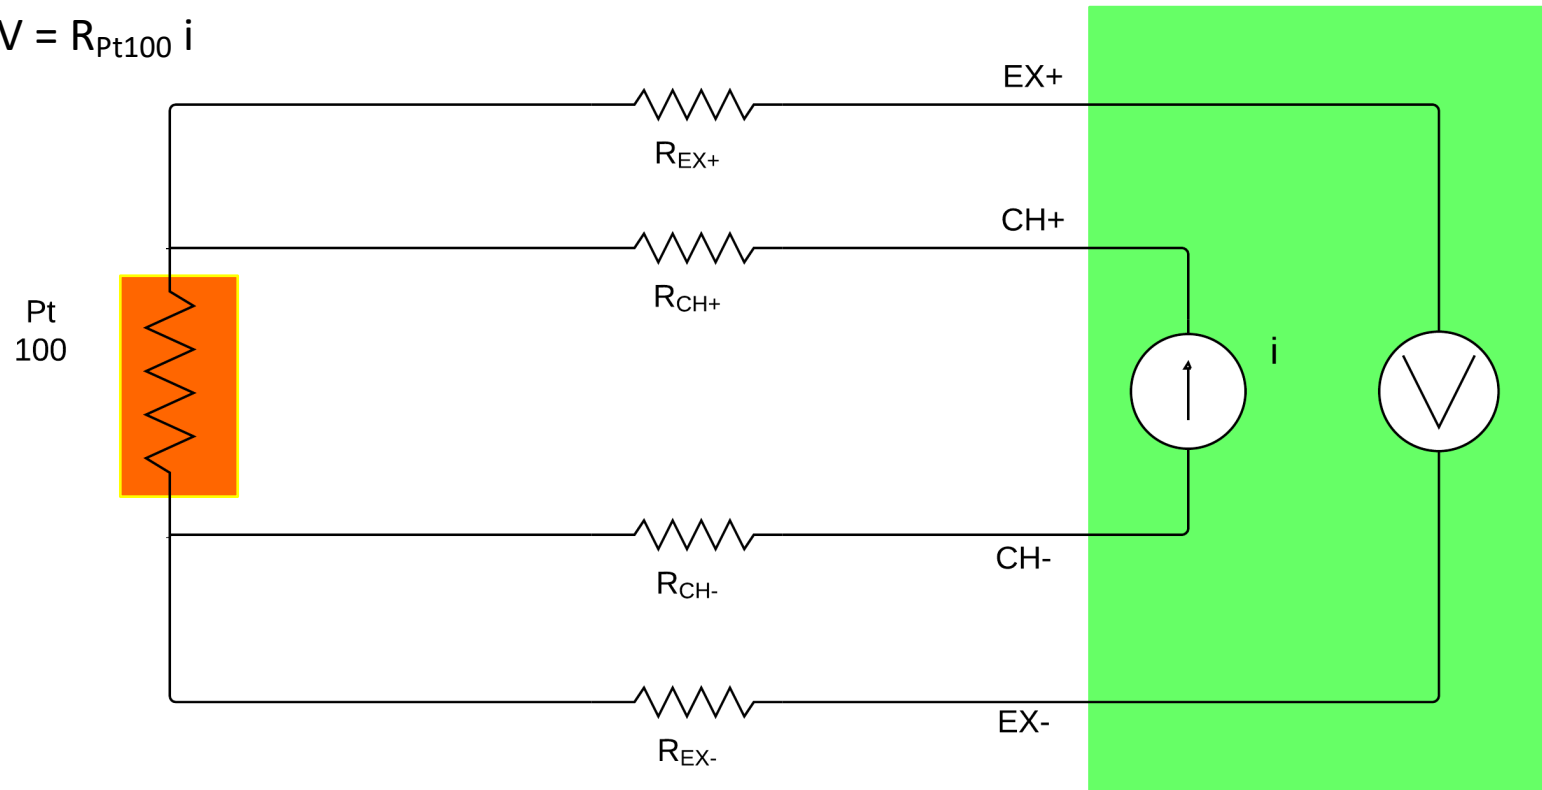 V = RPt100 i
EX+
REX+
CH+
RCH+
Pt
100
i
V
CH-
RCH-
EX-
REX-